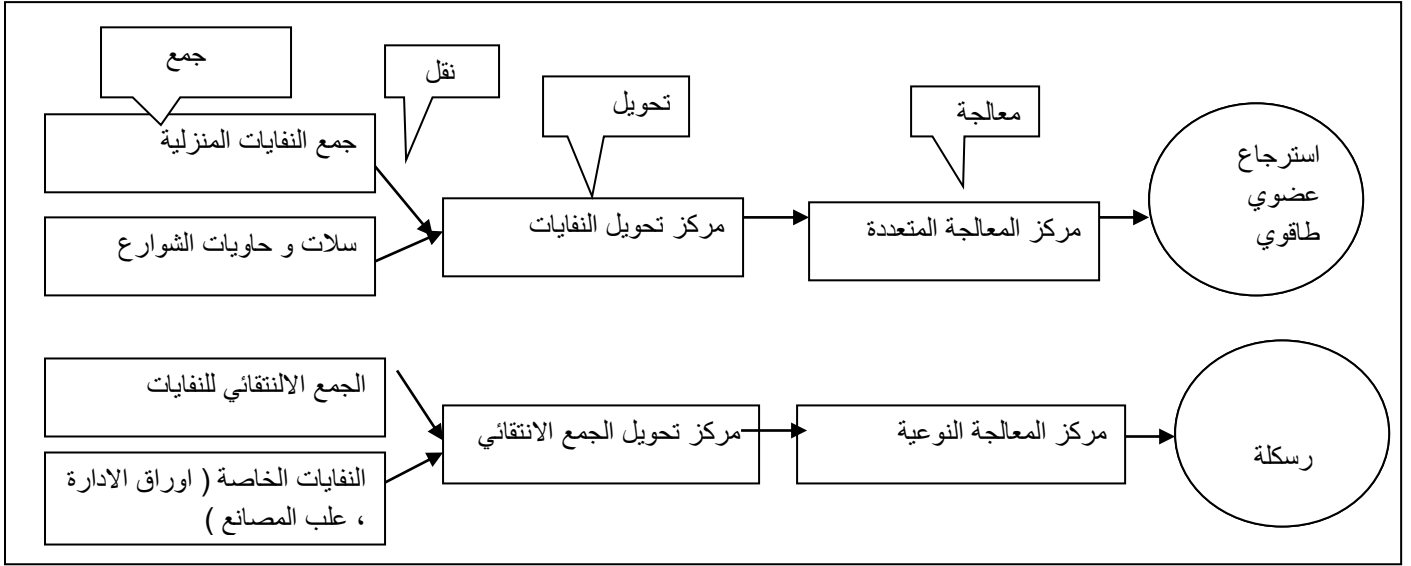 جمع
نقل
تحويل
معالجة
جمع النفايات المنزلية
سلات و حاويات الشوارع
مركز تحويل النفايات
مركز المعالجة المتعددة
استرجاع
عضوي
طاقوي
الجمع الالنتقائي للنفايات
النفايات الخاصة ( اوراق الادارة
، علب المصانع )
مركز تحويل الجمع الانتقائي
مركز المعالجة النوعية
رسكلة